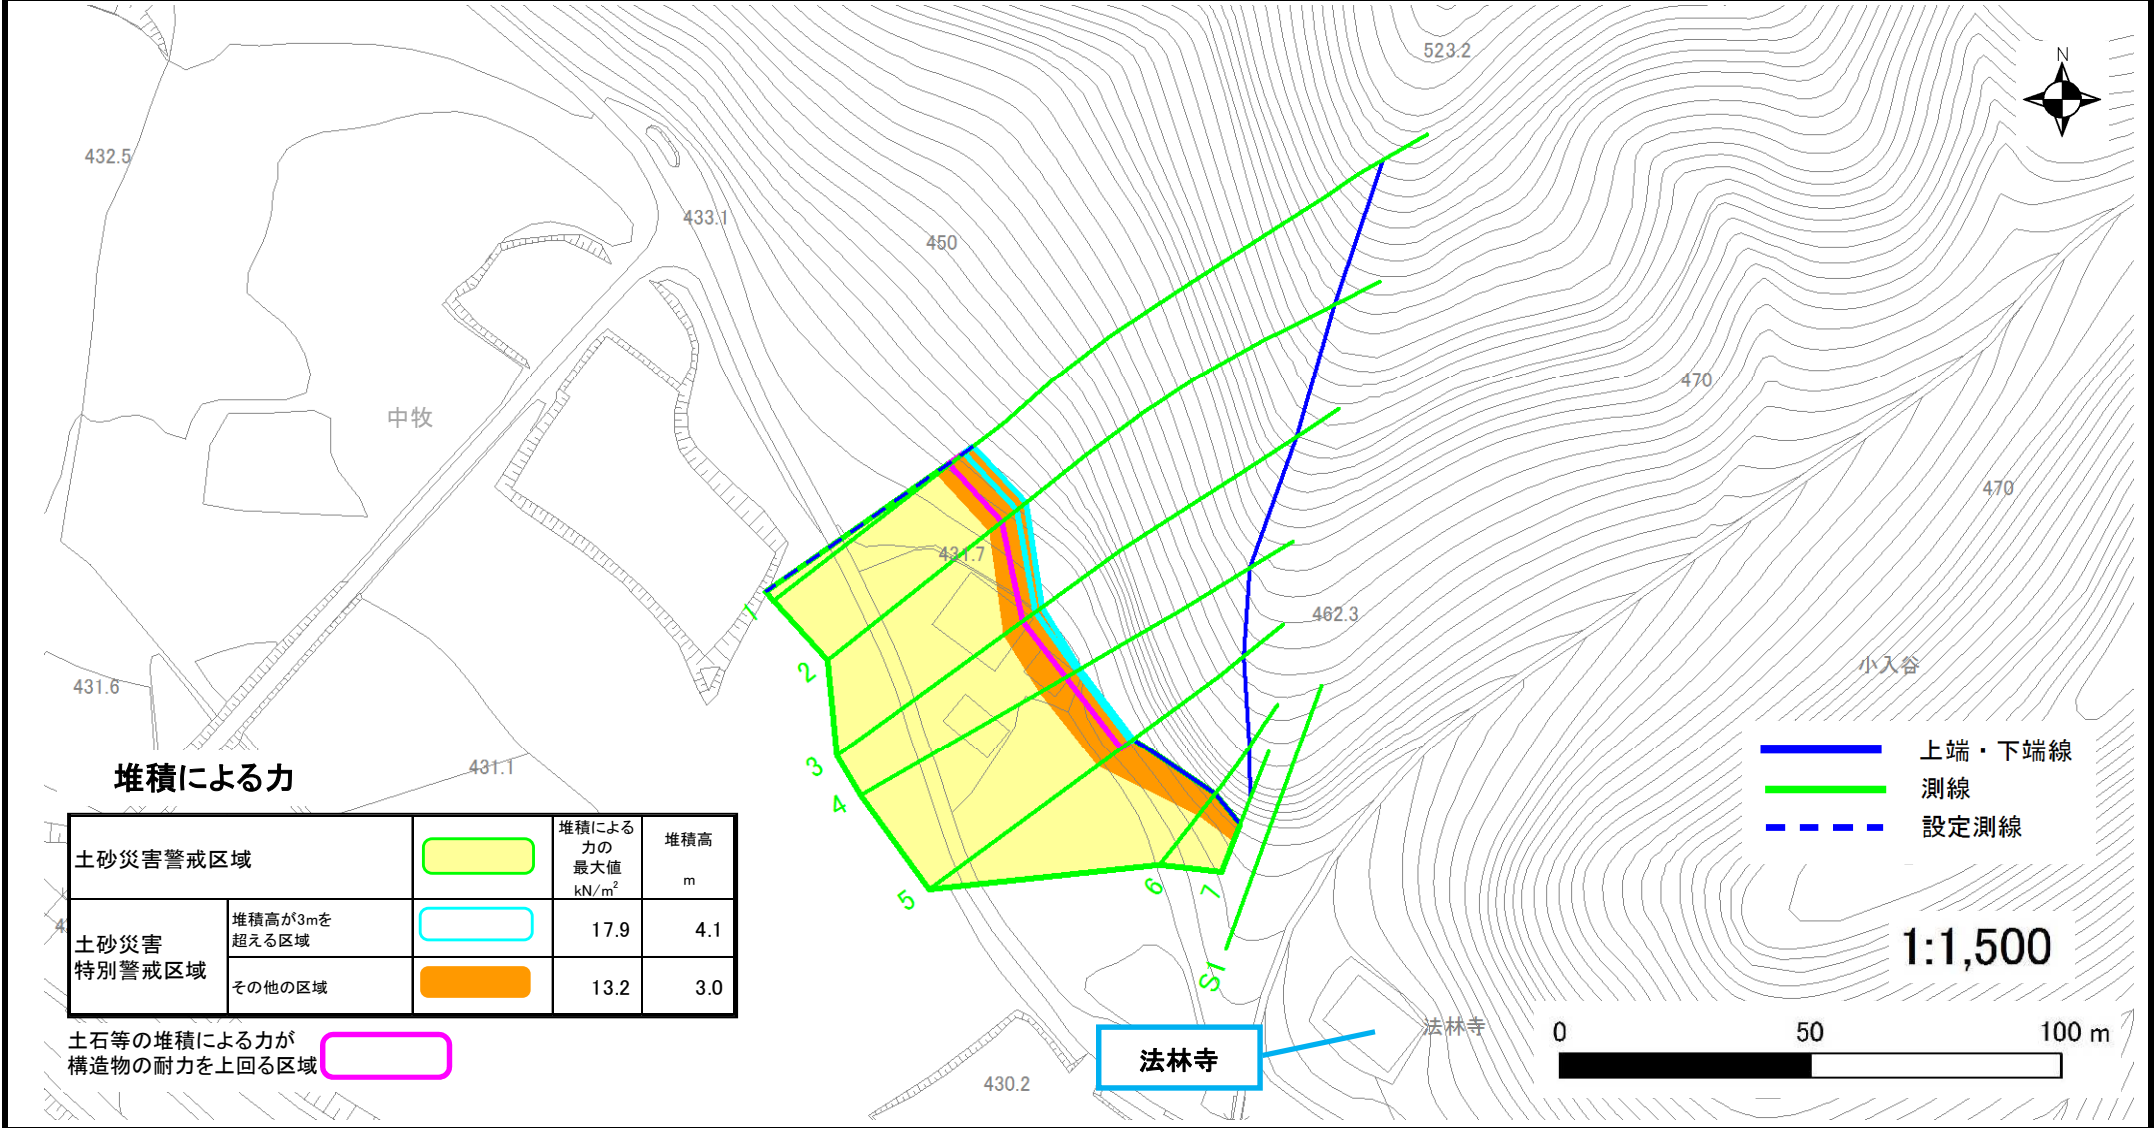 523.2
N
432.5
433.1
450
470
中牧
470
431.7
1
462.3
2
小入谷
431.6
3
431.1
4
5
6
7
S1
上端・下端線
測線
設定測線
堆積による力
堆積による
力の
最大値
kN/m²
堆積高
m
土砂災害警戒区域
土砂災害
特別警戒区域
堆積高が3mを
超える区域
17.9
4.1
その他の区域
13.2
3.0
土石等の堆積による力が
構造物の耐力を上回る区域
1:1,500
0 50 100 m
法林寺
法林寺
430.2